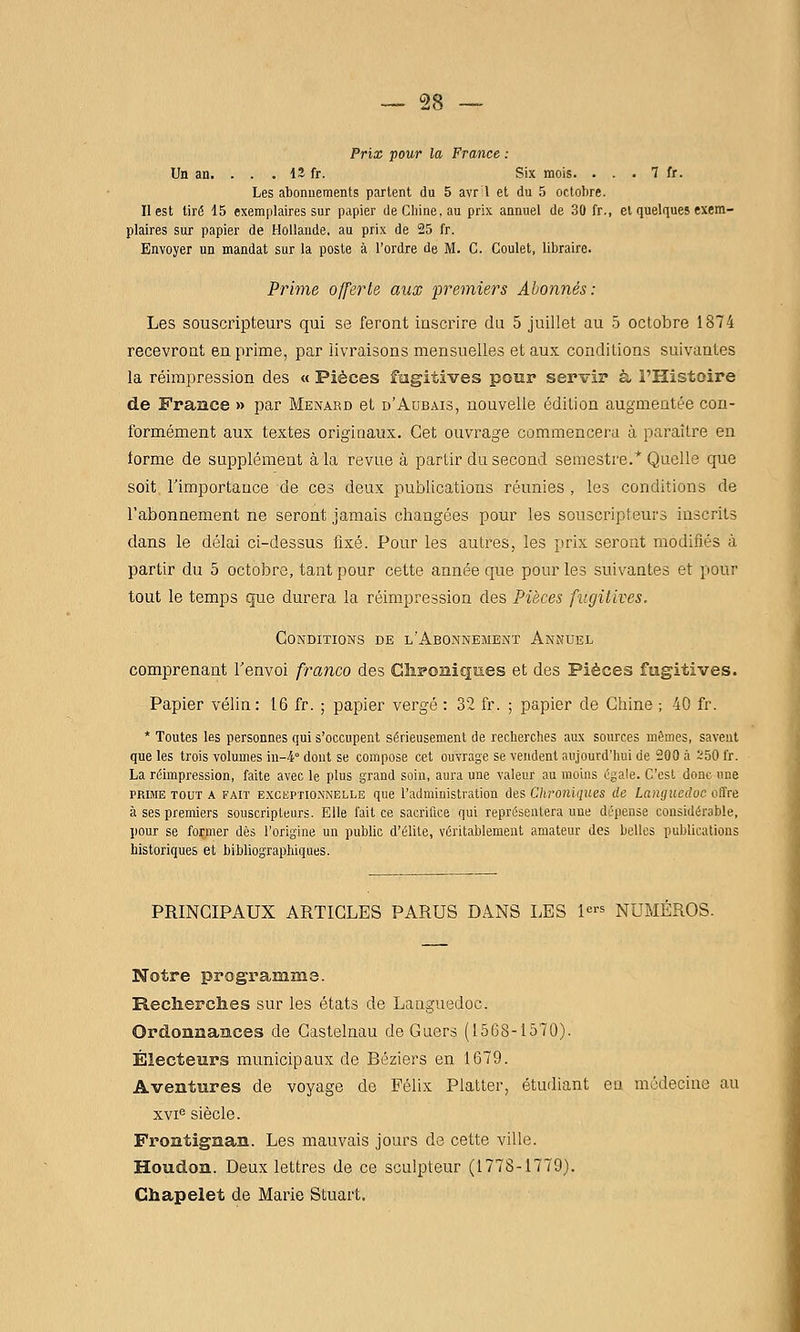 — 28 —
Prix pour la France :
Un an. . . . 12 fr. Six mois. . . . 7 fr.
Les abonnements partent du 5 avril et du 5 octobre.
Il est tiré 15 exemplaires sur papier de Chine, au prix annuel de 30 fr., et quelques exem-
plaires sur papier de Hollande, au prix de 25 fr.
Envoyer un mandat sur la poste à l'ordre de M. C. Coulet, libraire.
Prime offerte aux premiers Abonnés :
Les souscripteurs qui se feront inscrire du 5 juillet au 5 octobre 1874
recevront en prime, par livraisons mensuelles et aux conditions suivantes
la réimpression des « Pièces fugitives pour servir à l'Histoire
de France » par MENARD et D'AUBAIS, nouvelle édition augmentée con-
formément aux textes originaux. Cet ouvrage commencera à paraître en
forme de supplément à la revue à partir du second semestre.* Quelle que
soit l'importance de ces deux publications réunies , les conditions de
l'abonnement ne seront jamais changées pour les souscripteurs inscrits
dans le délai ci-dessus fixé. Pour les autres, les prix seront modifiés à
partir du 5 octobre, tant pour cette année que pour les suivantes et pour
tout le temps que durera la réimpression des Pièces fugitives.
CONDITIONS DE L'ABONNEMENT ANNUEL
comprenant l'envoi franco des Chroniques et des Pièces fugitives.
Papier vélin : 16 fr. ; papier vergé : 32 fr. ; papier de Chine ; 40 fr.
* Toutes les personnes qui s'occupent sérieusement de recherches aux sources mêmes, savent
que les trois volumes in-4° dont se compose cet ouvrage se vendent aujourd'hui de 200 à 250 fr.
La réimpression, faite avec le plus grand soin, aura une valeur au moins égale. C'est donc une
PRIME TOUT A FAIT EXCEPTIONNELLE que l'administration des Chroniques de Languedoc offre
à ses premiers souscripteurs. Elle fait ce sacrifice qui représentera une dépense considérable,
pour se former dès l'origine un public d'élite, véritablement amateur des belles publications
historiques et bibliographiques.
PRINCIPAUX ARTICLES PARUS DANS LES 1ers NUMÉROS.
Notre programme.
Recherches sur les états de Languedoc.
Ordonnances de Castelnau de Guers (1568-1570).
Électeurs municipaux de Béziers en 1679.
Aventures de voyage de Félix Platter, étudiant en médecine au
XVIe siècle.
Frontignan. Les mauvais jours de cette ville.
Houdon. Deux lettres de ce sculpteur (1778-1779).
Chapelet de Marie Stuart.